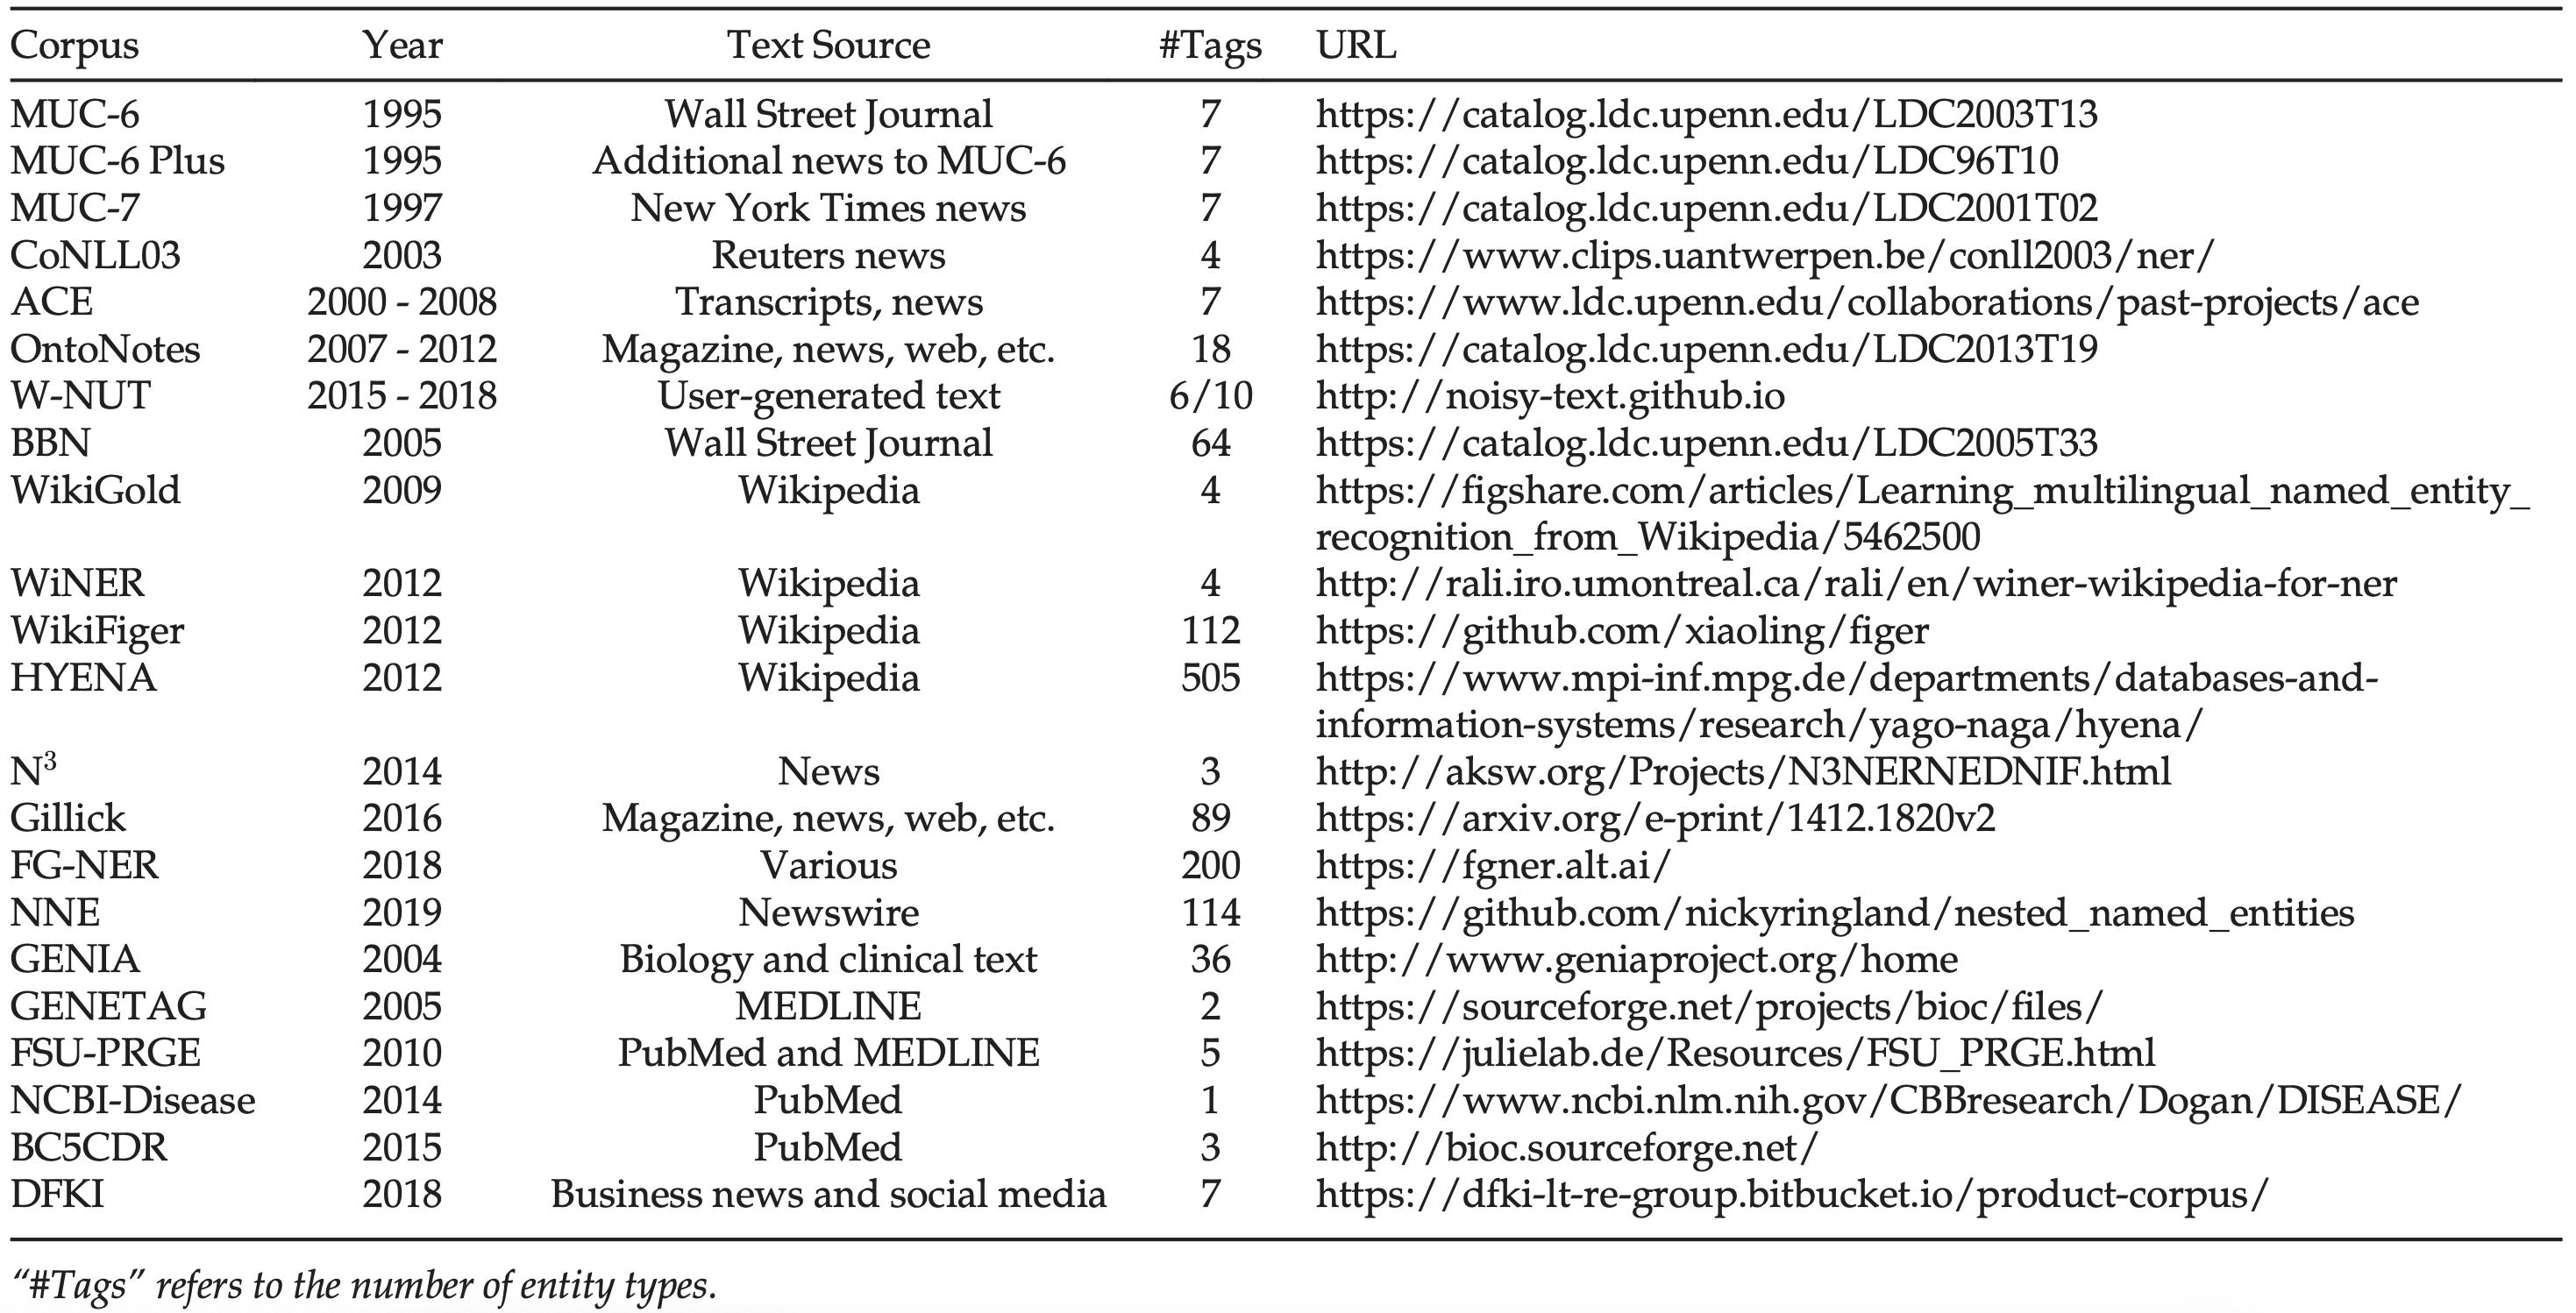 Corpus Year Text Source #Tags URL
MUC-6 1995 Wall Street Journal 7 https://catalog.ldc.upenn.edu/LDC2003T13
MUC-6 Plus 1995 Additional news to MUC-6 7 https://catalog.ldc.upenn.edu/LDC96T10
MUC-7 1997 New York Times news 7 https://catalog.ldc.upenn.edu/LDC2001T02
CoNLL03 2003 Reuters news 4 https://www.clips.uantwerpen.be/conll2003/ner/
ACE 2000 - 2008 Transcripts, news 7 https://www.ldc.upenn.edu/collaborations/past-projects/ace
OntoNotes 2007 - 2012 Magazine, news, web, etc. 18 https://catalog.ldc.upenn.edu/LDC2013T19
W-NUT 2015 - 2018 User-generated text 6/10 http://noisy-text.github.io
BBN 2005 Wall Street Journal 64 https://catalog.ldc.upenn.edu/LDC2005T33
WikiGold 2009 Wikipedia 4 https://figshare.com/articles/Learning_multilingual_named_entity_
recognition_from_Wikipedia/5462500
WiNER 2012 Wikipedia 4 http://rali.iro.umontreal.ca/rali/en/winer-wikipedia-for-ner
WikiFiger 2012 Wikipedia 112 https://github.com/xiaoling/figer
HYENA 2012 Wikipedia 505 https://www.mpi-inf.mpg.de/departments/databases-and-
information-systems/research/yago-naga/hyena/
N³ 2014 News 3 http://aksw.org/Projects/N3NERNEDNIF.html
Gillick 2016 Magazine, news, web, etc. 89 https://arxiv.org/e-print/1412.1820v2
FG-NER 2018 Various 200 https://fgner.alt.ai/
NNE 2019 Newswire 114 https://github.com/nickyringland/nested_named_entities
GENIA 2004 Biology and clinical text 36 http://www.geniaproject.org/home
GENETAG 2005 MEDLINE 2 https://sourceforge.net/projects/bioc/files/
FSU-PRGE 2010 PubMed and MEDLINE 5 https://julielab.de/Resources/FSU_PRGE.html
NCBI-Disease 2014 PubMed 1 https://www.ncbi.nlm.nih.gov/CBBresearch/Dogan/DISEASE/
BC5CDR 2015 PubMed 3 http://bioc.sourceforge.net/
DFKI 2018 Business news and social media 7 https://dfki-lt-re-group.bitbucket.io/product-corpus/
“#Tags” refers to the number of entity types.